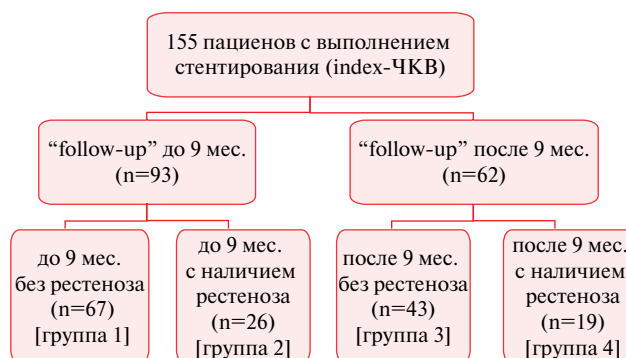 155 пациенов с выполнением
стентирования (index-ЧКВ)
“follow-up” до 9 мес.
(n=93)
“follow-up” после 9 мес.
(n=62)
до 9 мес.
без рестеноза
(n=67)
[группа 1]
до 9 мес.
с наличием
рестеноза
(n=26)
[группа 2]
после 9 мес.
без рестеноза
(n=43)
[группа 3]
после 9 мес.
с наличием
рестеноза
(n=19)
[группа 4]